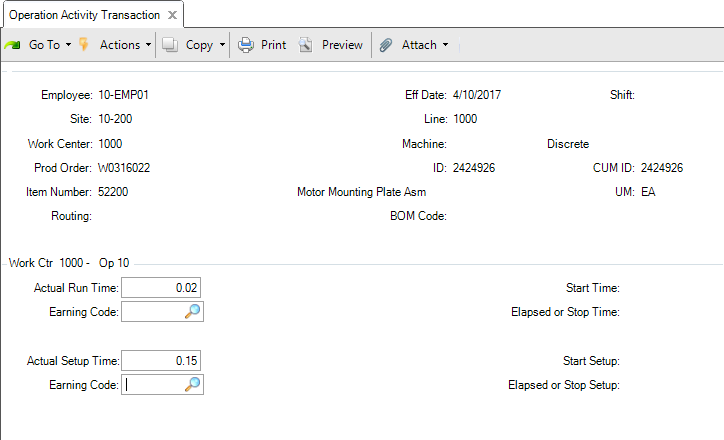 Operation Activity Transaction
Go To Actions Copy Print Preview Attach
Employee: 10-EMP01 Eff Date: 4/10/2017 Shift:
Site: 10-200 Line: 1000
Work Center: 1000 Machine: Discrete
Prod Order: W0316022 ID: 2424926 CUM ID: 2424926
Item Number: 52200 Motor Mounting Plate Asm UM: EA
Routing: BOM Code:
Work Ctr 1000 - Op 10
Actual Run Time: 0.02 Start Time:
Earning Code: Elapsed or Stop Time:
Actual Setup Time: 0.15 Start Setup:
Earning Code: Elapsed or Stop Setup: